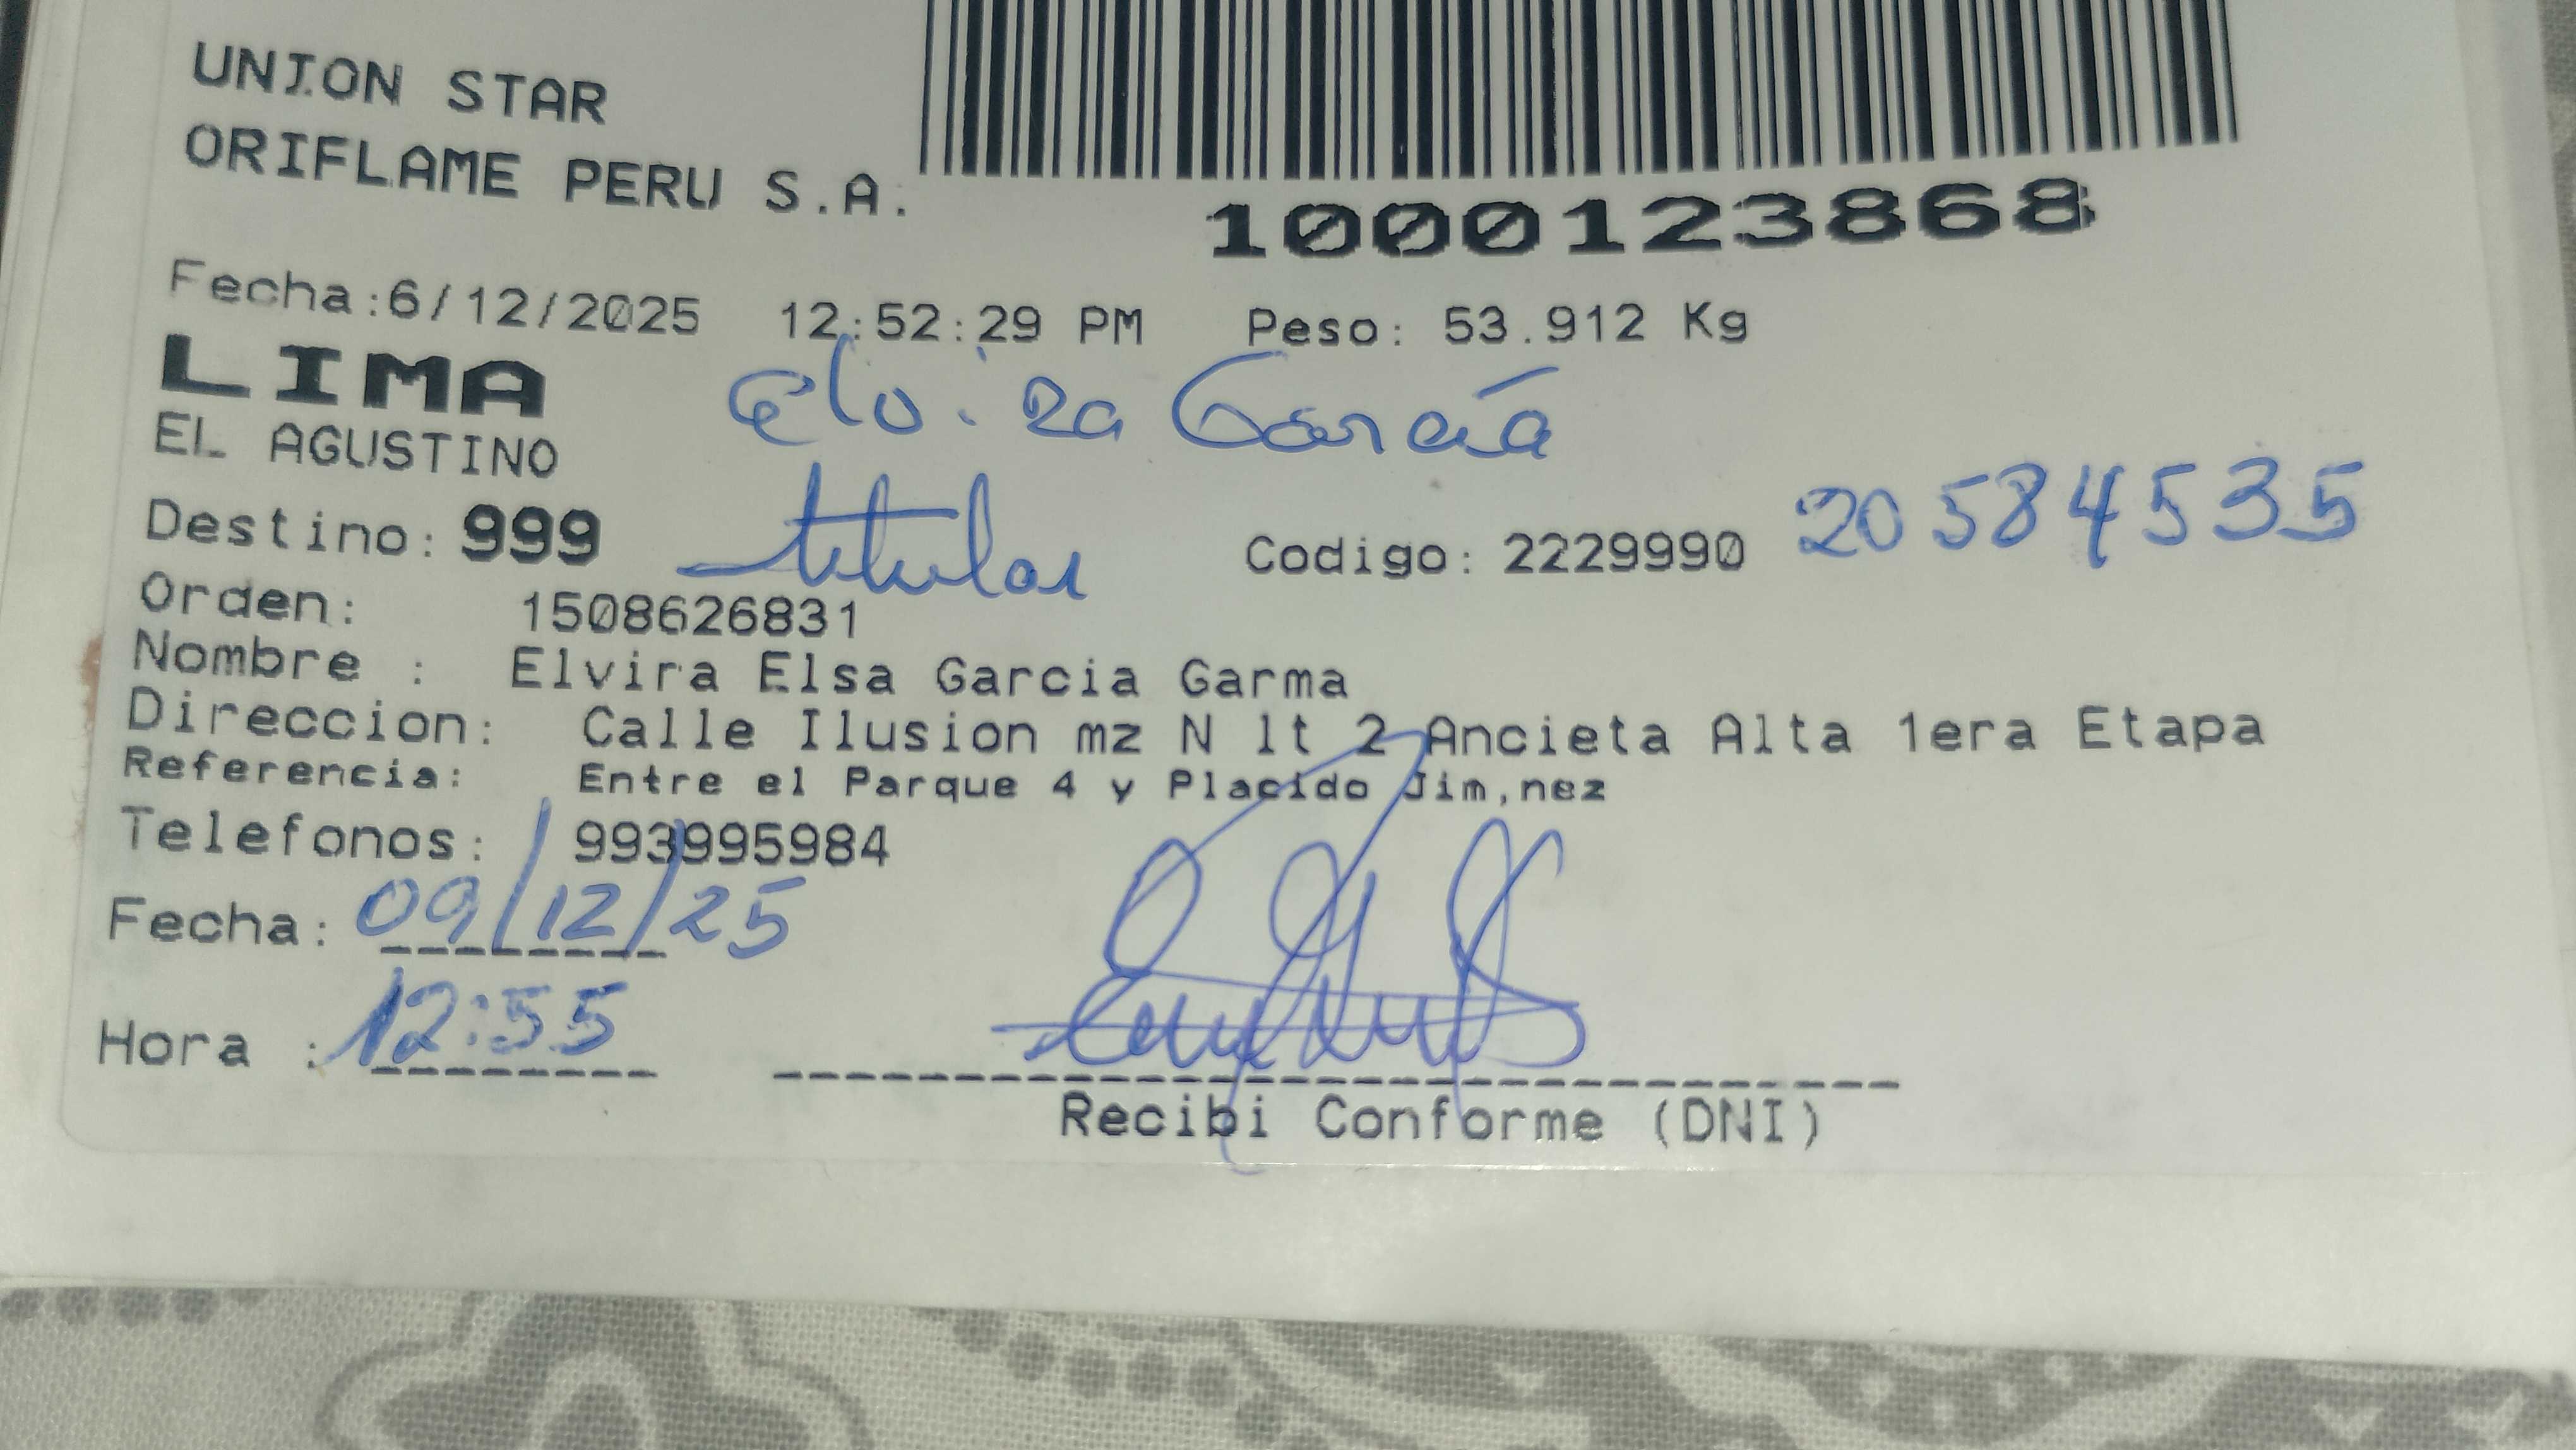 UNION STAR
ORIFLAME PERU S.A.
1000123868
Fecha:6/12/2025 12:52:29 PM Peso: 53.912 Kg
LIMA
Elvira García
EL AGUSTINO
Destino: 999 titular Codigo: 2229990 20584535
Orden: 1508626831
Nombre : Elvira Elsa Garcia Garma
Direccion: Calle Ilusion mz N lt 2 Ancieta Alta 1era Etapa
Referencia: Entre el Parque 4 y Placido Jim,nez
Telefonos: 993995984
Fecha: 09/12/25
Hora : 12:55
Recibi Conforme (DNI)